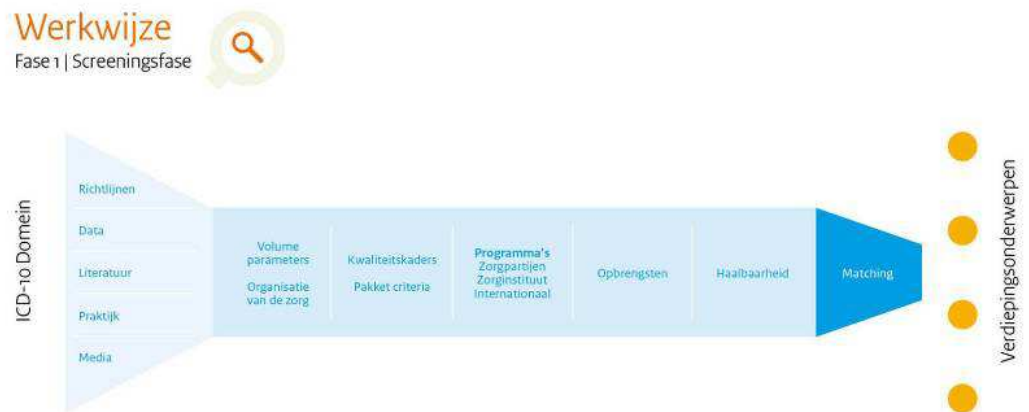 Werkwijze
Fase 1 | Screeningsfase
ICD-10 Domein
Richtlijnen
Data
Literatuur
Praktijk
Media
Volume
parameters
Organisatie
van de zorg
Kwaliteitskaders
Pakket criteria
Programma's
Zorgpartijen
Zorginstituut
Internationaal
Opbrengsten
Haalbaarheid
Matching
Verdiepingsonderwerpen